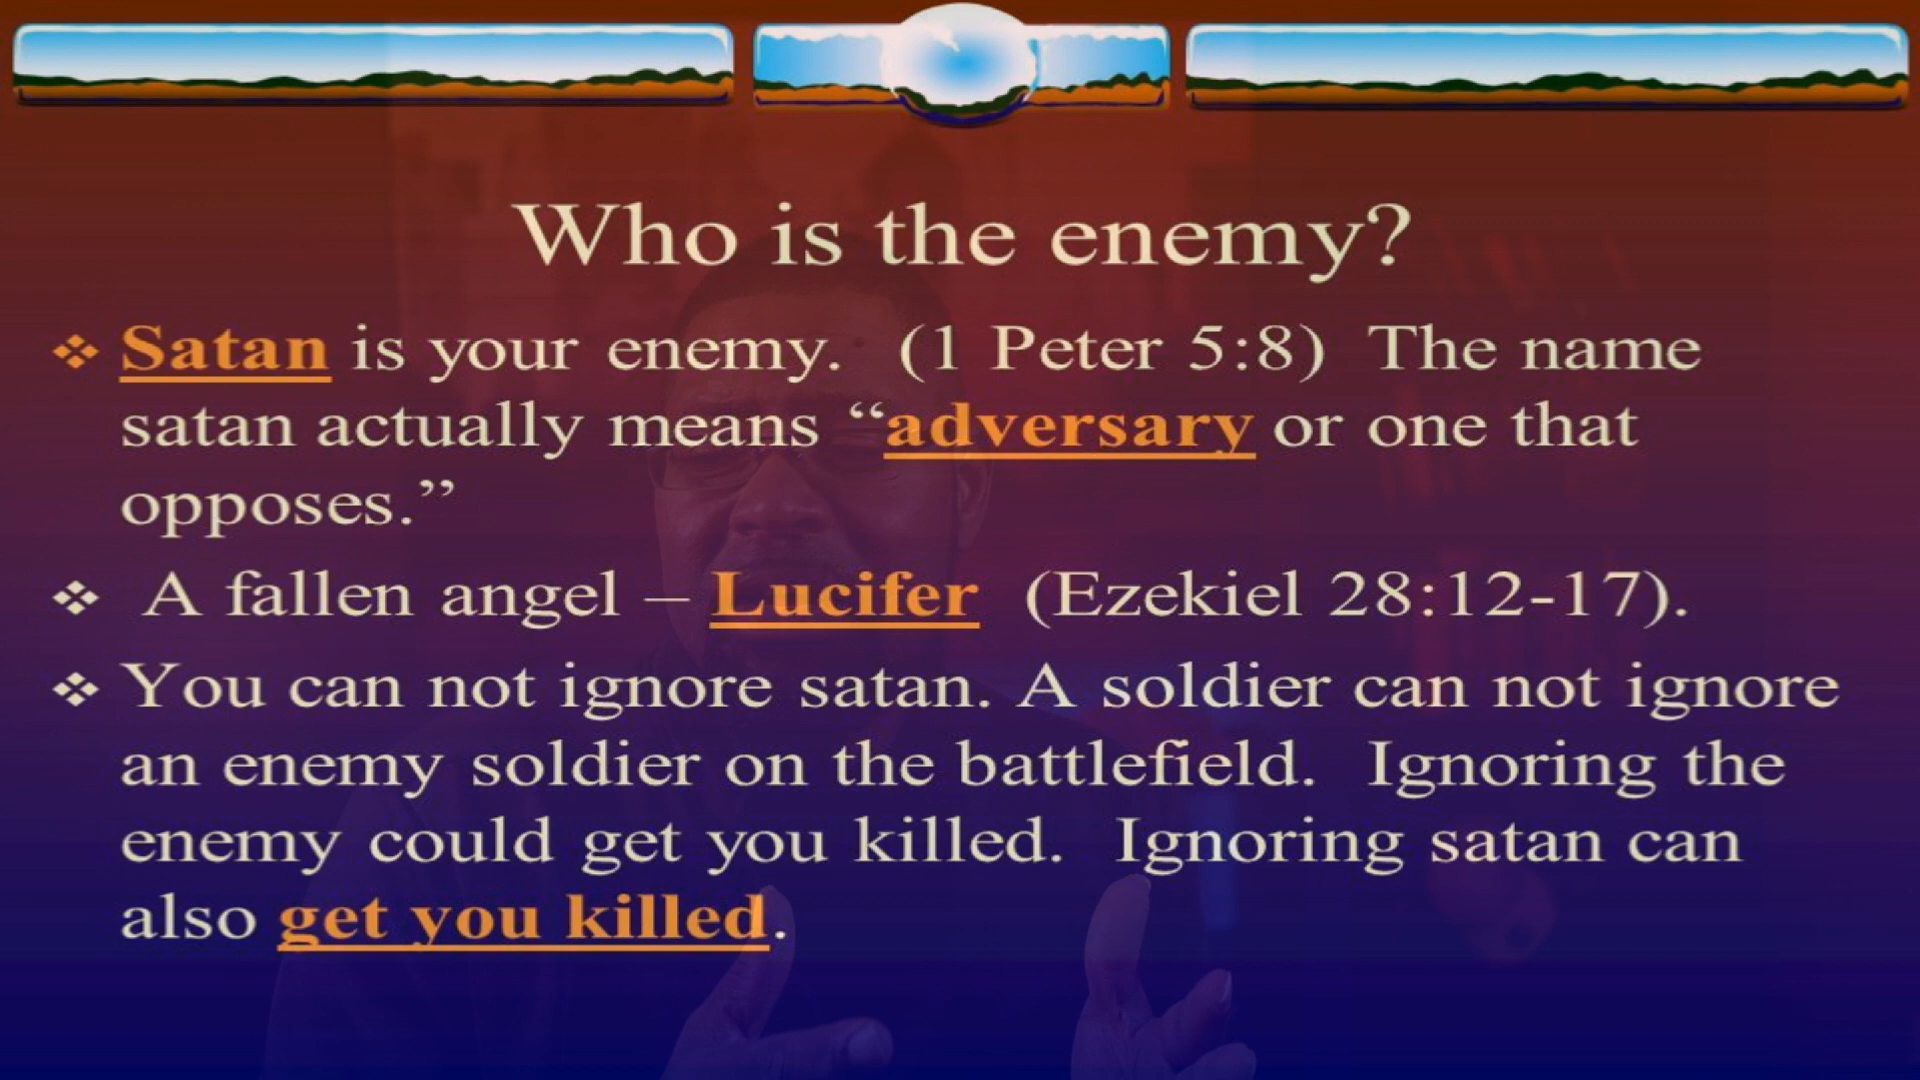 Who is the enemy?
Satan is your enemy.  (1 Peter 5:8)  The name
satan actually means “adversary or one that
opposes.”
A fallen angel – Lucifer  (Ezekiel 28:12-17).
You can not ignore satan. A soldier can not ignore
an enemy soldier on the battlefield.  Ignoring the
enemy could get you killed.  Ignoring satan can
also get you killed.